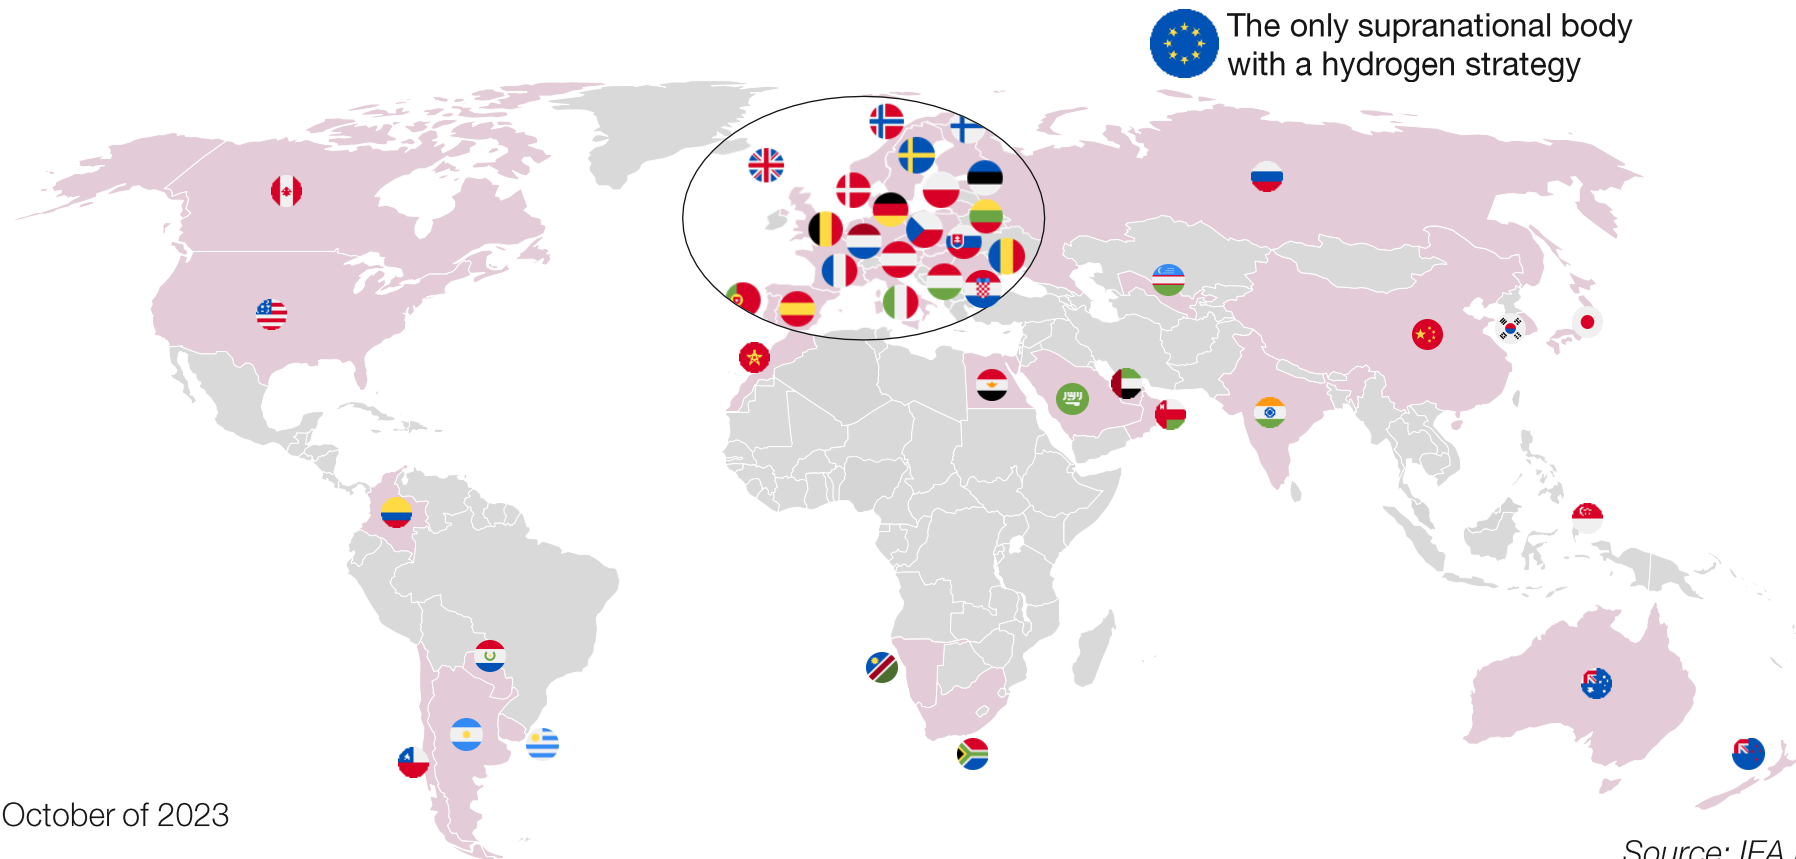 The only supranational body
with a hydrogen strategy
October of 2023
Source: IEA